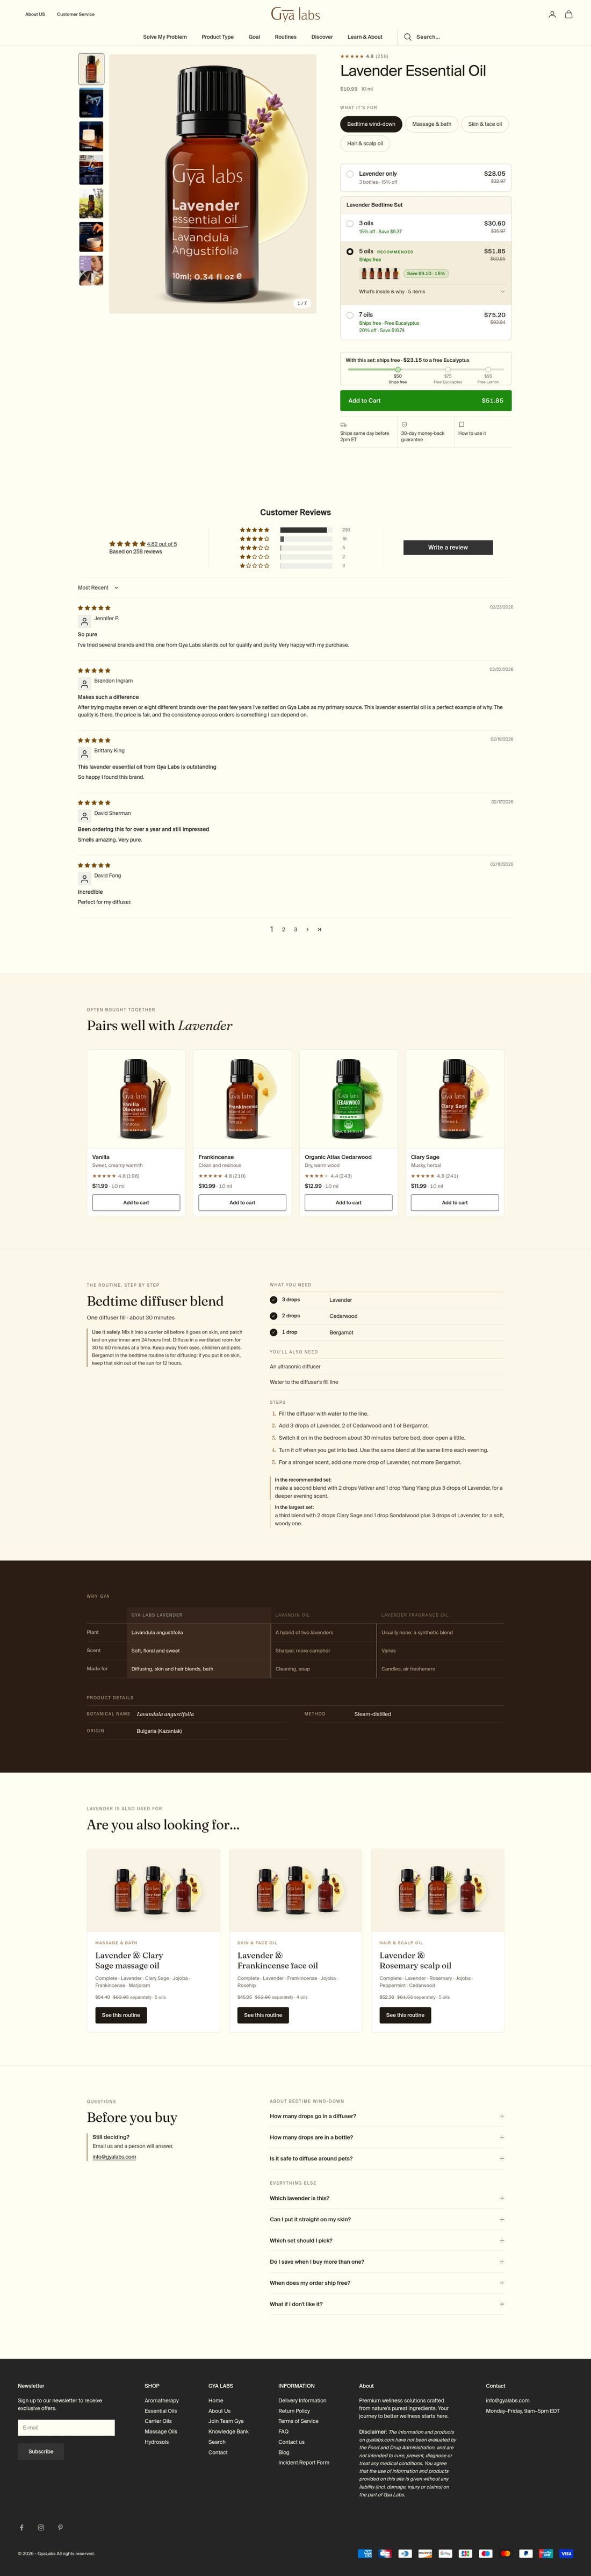 About US
Customer Service
Gya labs
Solve My Problem
Product Type
Goal
Routines
Discover
Learn & About
Search...
Gya labs
Lavender
essential oil
Lavandula
Angustifolia
10ml; 0.34 fl oz e
1 / 7
★★★★★ 4.8 (258)
Lavender Essential Oil
$10.99 · 10 ml
WHAT IT'S FOR
Bedtime wind-down
Massage & bath
Skin & face oil
Hair & scalp oil
Lavender only
$28.05
3 bottles · 15% off
$32.97
Lavender Bedtime Set
3 oils
$30.60
15% off · Save $5.37
$35.97
5 oils RECOMMENDED
$51.85
Ships free
$60.95
Save $9.10 · 15%
What's inside & why · 5 items
7 oils
$75.20
Ships free · Free Eucalyptus
$93.94
20% off · Save $18.74
With this set: ships free · $23.15 to a free Eucalyptus
$50
$75
$95
Ships free
Free Eucalyptus
Free Lemon
Add to Cart
$51.85
Ships same day before 2pm ET
30-day money-back guarantee
How to use it
Customer Reviews
4.82 out of 5
Based on 258 reviews
230
18
5
2
3
Write a review
Most Recent
02/23/2026
Jennifer P.
So pure
I've tried several brands and this one from Gya Labs stands out for quality and purity. Very happy with my purchase.
02/22/2026
Brandon Ingram
Makes such a difference
After trying maybe seven or eight different brands over the past few years I've settled on Gya Labs as my primary source. This lavender essential oil is a perfect example of why. The
quality is there, the price is fair, and the consistency across orders is something I can depend on.
02/19/2026
Brittany King
This lavender essential oil from Gya Labs is outstanding
So happy I found this brand.
02/17/2026
David Sherman
Been ordering this for over a year and still impressed
Smells amazing. Very pure.
02/10/2026
David Fong
Incredible
Perfect for my diffuser.
1 2 3
OFTEN BOUGHT TOGETHER
Pairs well with Lavender
Vanilla
Sweet, creamy warmth
★★★★★ 4.8 (196)
$11.99 · 10 ml
Add to cart
Frankincense
Clean and resinous
★★★★★ 4.8 (210)
$10.99 · 10 ml
Add to cart
Organic Atlas Cedarwood
Dry, warm wood
★★★★★ 4.4 (243)
$12.99 · 10 ml
Add to cart
Clary Sage
Musky, herbal
★★★★★ 4.8 (241)
$11.99 · 10 ml
Add to cart
THE ROUTINE, STEP BY STEP
Bedtime diffuser blend
One diffuser fill · about 30 minutes
Use it safely. Mix it into a carrier oil before it goes on skin, and patch
test on your inner arm 24 hours first. Diffuse in a ventilated room for
30 to 60 minutes at a time. Keep away from eyes, children and pets.
Bergamot in the bedtime routine is for diffusing: if you put it on skin,
keep that skin out of the sun for 12 hours.
WHAT YOU NEED
3 drops
Lavender
2 drops
Cedarwood
1 drop
Bergamot
YOU'LL ALSO NEED
An ultrasonic diffuser
Water to the diffuser's fill line
STEPS
1. Fill the diffuser with water to the line.
2. Add 3 drops of Lavender, 2 of Cedarwood and 1 of Bergamot.
3. Switch it on in the bedroom about 30 minutes before bed, door open a little.
4. Turn it off when you get into bed. Use the same blend at the same time each evening.
5. For a stronger scent, add one more drop of Lavender, not more Bergamot.
In the recommended set:
make a second blend with 2 drops Vetiver and 1 drop Ylang Ylang plus 3 drops of Lavender, for a
deeper evening scent.
In the largest set:
a third blend with 2 drops Clary Sage and 1 drop Sandalwood plus 3 drops of Lavender, for a soft,
woody one.
WHY GYA
GYA LABS LAVENDER
LAVANDIN OIL
LAVENDER FRAGRANCE OIL
Plant
Lavandula angustifolia
A hybrid of two lavenders
Usually none: a synthetic blend
Scent
Soft, floral and sweet
Sharper, more camphor
Varies
Made for
Diffusing, skin and hair blends, bath
Cleaning, soap
Candles, air fresheners
PRODUCT DETAILS
BOTANICAL NAME
Lavandula angustifolia
METHOD
Steam-distilled
ORIGIN
Bulgaria (Kazanlak)
LAVENDER IS ALSO USED FOR
Are you also looking for...
MASSAGE & BATH
Lavender & Clary
Sage massage oil
Complete · Lavender · Clary Sage · Jojoba ·
Frankincense · Marjoram
$54.40 $63.99 separately · 5 oils
See this routine
SKIN & FACE OIL
Lavender &
Frankincense face oil
Complete · Lavender · Frankincense · Jojoba ·
Rosehip
$45.05 $52.99 separately · 4 oils
See this routine
HAIR & SCALP OIL
Lavender &
Rosemary scalp oil
Complete · Lavender · Rosemary · Jojoba ·
Peppermint · Cedarwood
$52.36 $61.55 separately · 5 oils
See this routine
QUESTIONS
Before you buy
Still deciding?
Email us and a person will answer.
info@gyalabs.com
ABOUT BEDTIME WIND-DOWN
How many drops go in a diffuser?
How many drops are in a bottle?
Is it safe to diffuse around pets?
EVERYTHING ELSE
Which lavender is this?
Can I put it straight on my skin?
Which set should I pick?
Do I save when I buy more than one?
When does my order ship free?
What if I don't like it?
Newsletter
Sign up to our newsletter to receive
exclusive offers.
E-mail
Subscribe
SHOP
Aromatherapy
Essential Oils
Carrier Oils
Massage Oils
Hydrosols
GYA LABS
Home
About Us
Join Team Gya
Knowledge Bank
Search
Contact
INFORMATION
Delivery Information
Return Policy
Terms of Service
FAQ
Contact us
Blog
Incident Report Form
About
Premium wellness solutions crafted
from nature's purest ingredients. Your
journey to better wellness starts here.
Disclaimer: The information and products
on gyalabs.com have not been evaluated by
the Food and Drug Administration, and are
not intended to cure, prevent, diagnose or
treat any medical conditions. You agree
that the use of information and products
provided on this site is given without any
liability (incl. damage, injury or claims) on
the part of Gya Labs.
Contact
info@gyalabs.com
Monday-Friday, 9am-5pm EDT
© 2026 - GyaLabs All rights reserved.